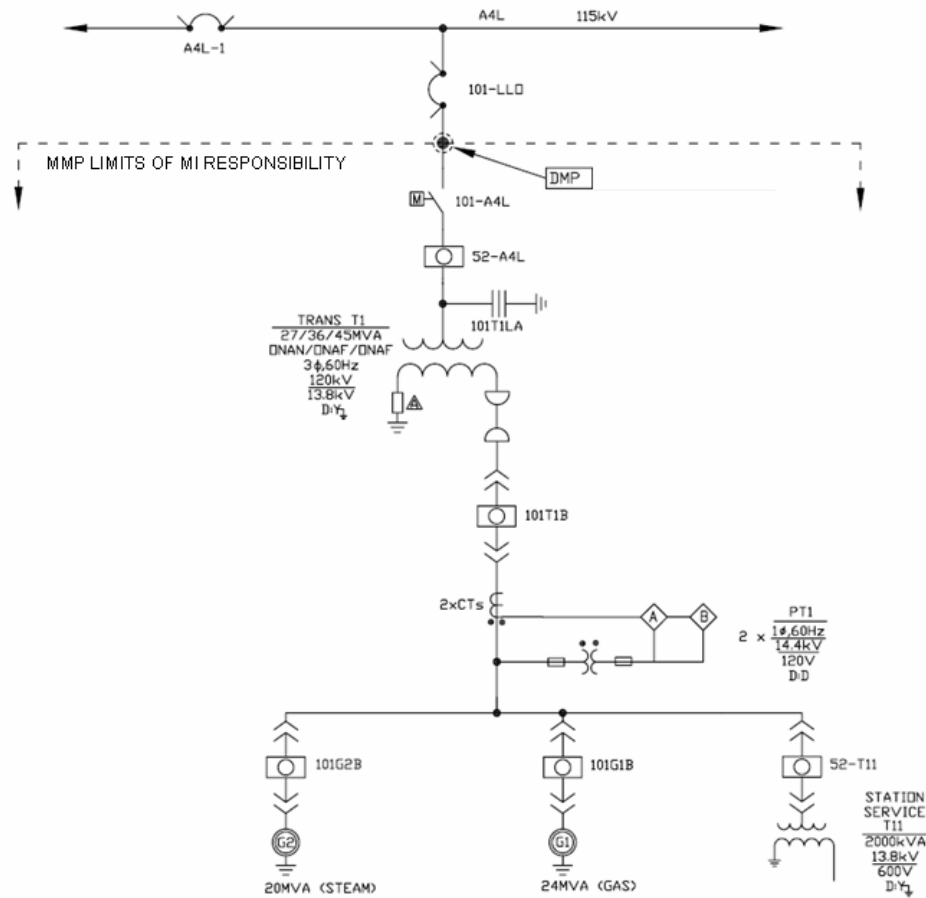 A4L 115kV
A4L-1
101-LLO
MMP LIMITS OF MI RESPONSIBILITY
DMP
M 101-A4L
52-A4L
101T1LA
TRANS T1
27/36/45MVA
ONAN/ONAF/ONAF
3ϕ,60Hz
120kV
13.8kV
D:Y
101T1B
2xCTs
A B
2 x
PT1
1ϕ,60Hz
14.4kV
120V
D:D
101G2B
101G1B
52-T11
G2
G1
20MVA (STEAM)
24MVA (GAS)
STATION
SERVICE
T11
2000kVA
13.8kV
600V
D:Y